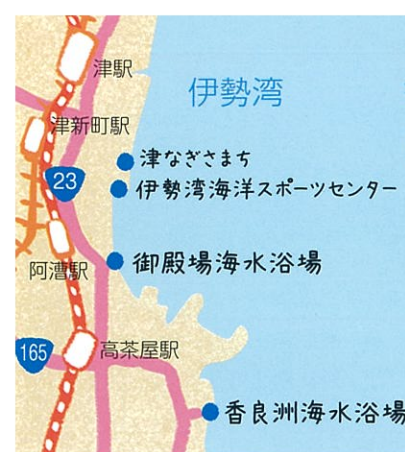 津駅
伊勢湾
津新町駅
津なぎさまち
23
伊勢湾海洋スポーツセンター
御殿場海水浴場
阿漕駅
165
高茶屋駅
香良洲海水浴場